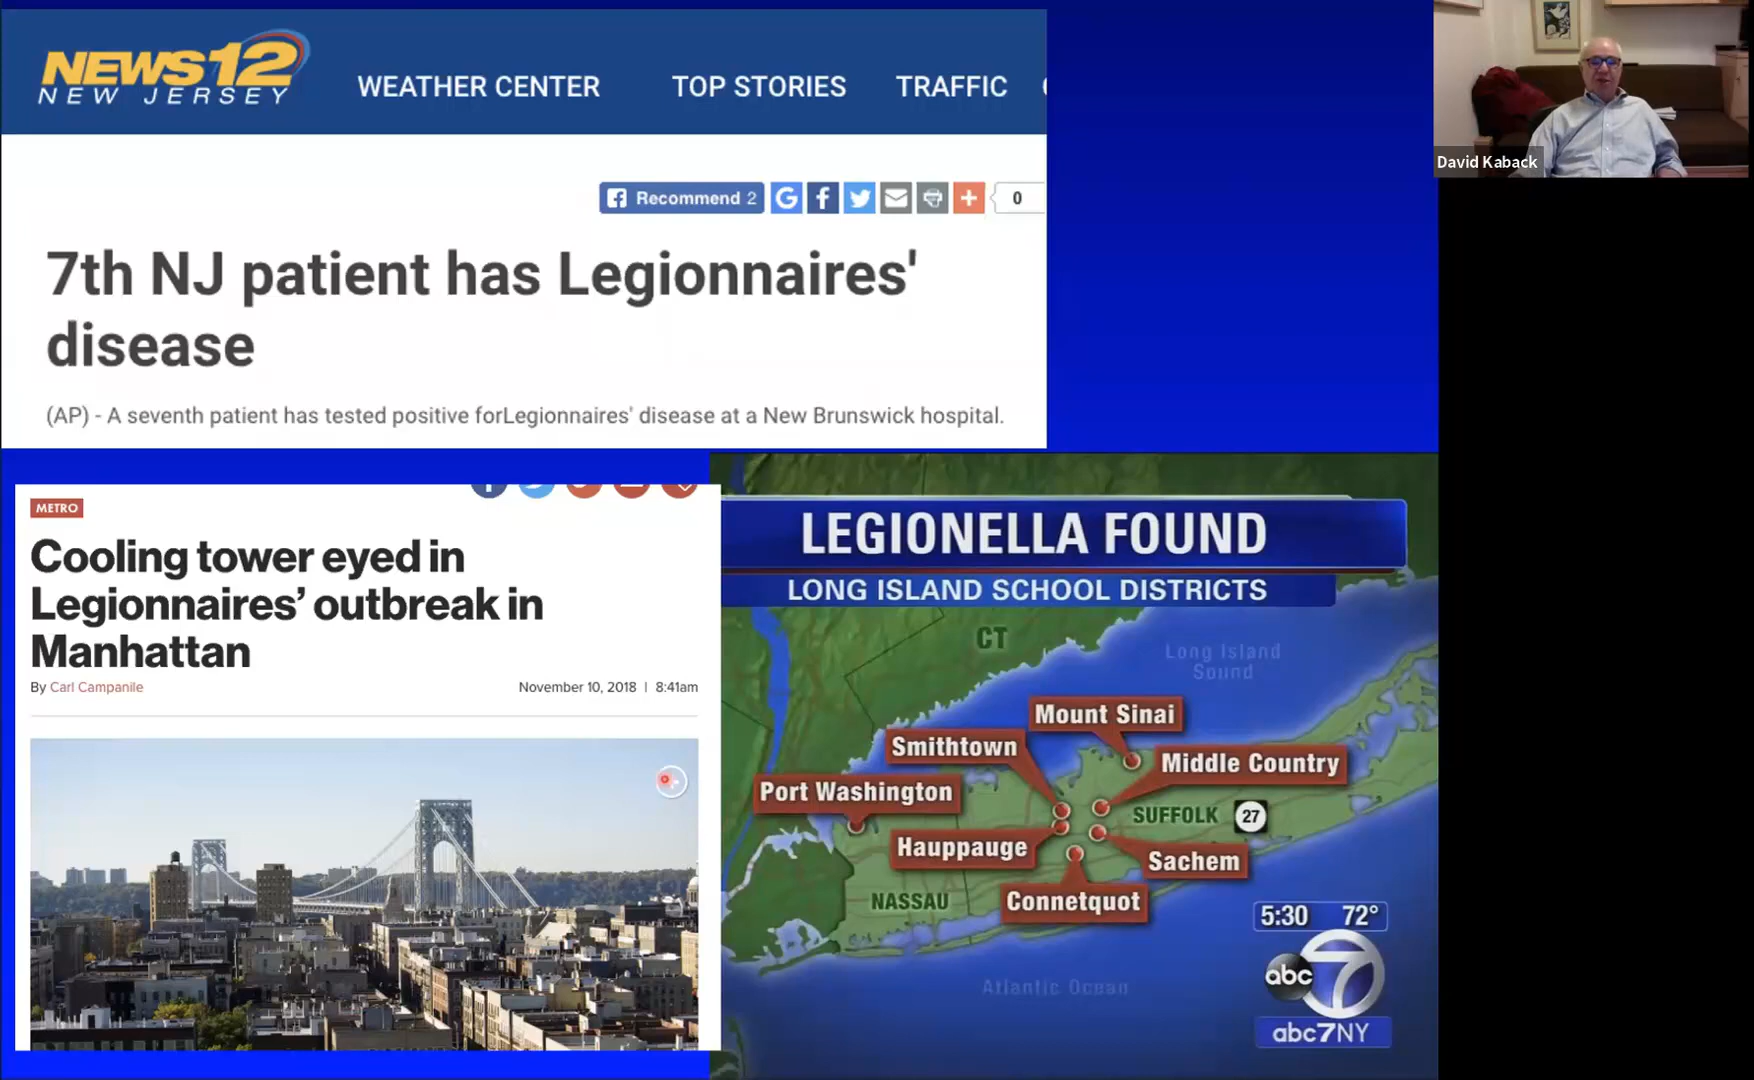 NEWS 12
NEW JERSEY
WEATHER CENTER
TOP STORIES
TRAFFIC
Recommend 2
0
7th NJ patient has Legionnaires'
disease
(AP) - A seventh patient has tested positive forLegionnaires' disease at a New Brunswick hospital.
David Kaback
METRO
Cooling tower eyed in
Legionnaires’ outbreak in
Manhattan
By Carl Campanile
November 10, 2018 | 8:41am
LEGIONELLA FOUND
LONG ISLAND SCHOOL DISTRICTS
CT
Long Island
Sound
Mount Sinai
Smithtown
Middle Country
Port Washington
SUFFOLK
27
Hauppauge
Sachem
NASSAU
Connetquot
5:30 72°
abc 7
Atlantic Ocean
abc7NY